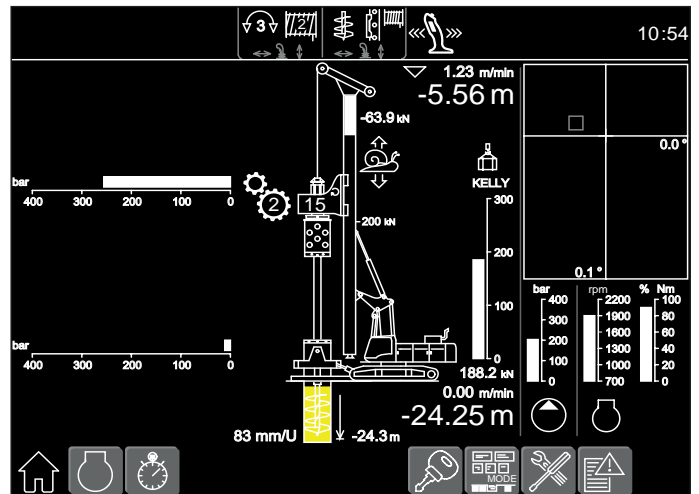 3 2 10:54
1.23 m/min
-5.56 m
-63.9 kN
0.0 °
KELLY
bar
400 300 200 100 0
2 15
300
200
100
0
-200 kN
0.1 °
bar
400
300
200
100
0
rpm
2200
1900
1600
1300
1000
700
% Nm
100
80
60
40
20
0
bar
400 300 200 100 0
188.2 kN
0.00 m/min
-24.25 m
83 mm/U
-24.3 m
MODE